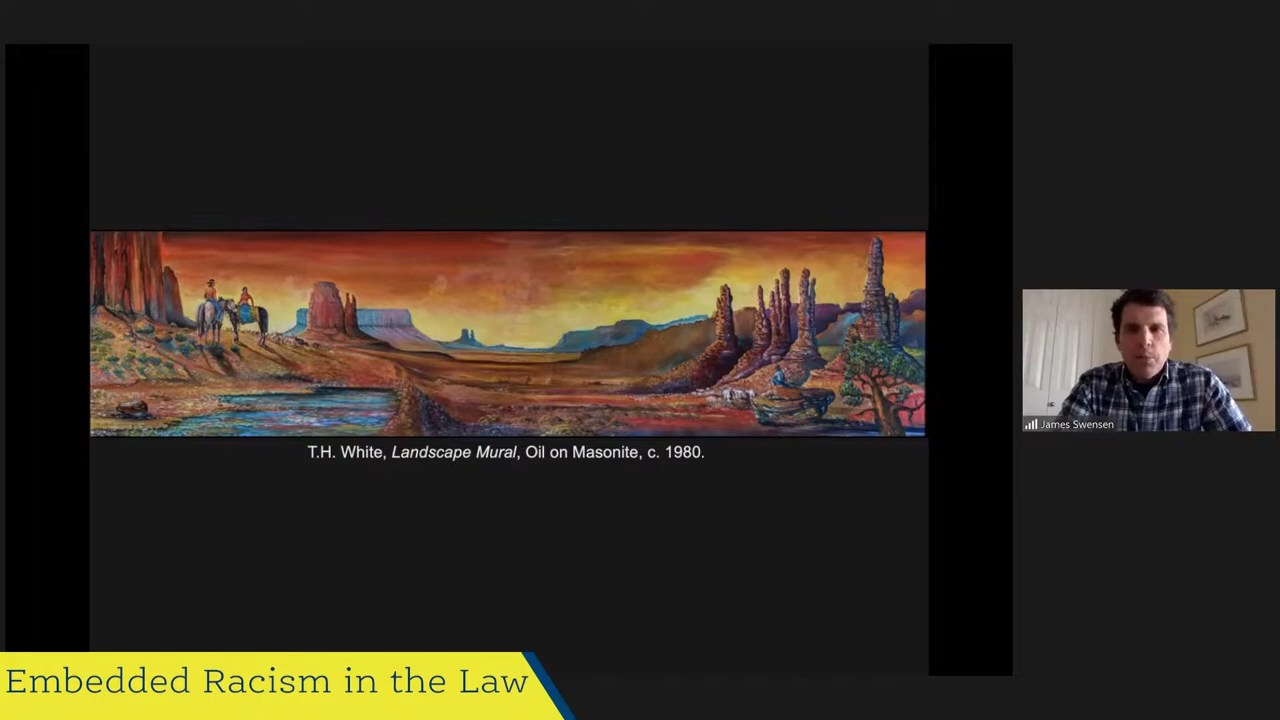 T.H. White, Landscape Mural, Oil on Masonite, c. 1980.
James Swensen
Embedded Racism in the Law